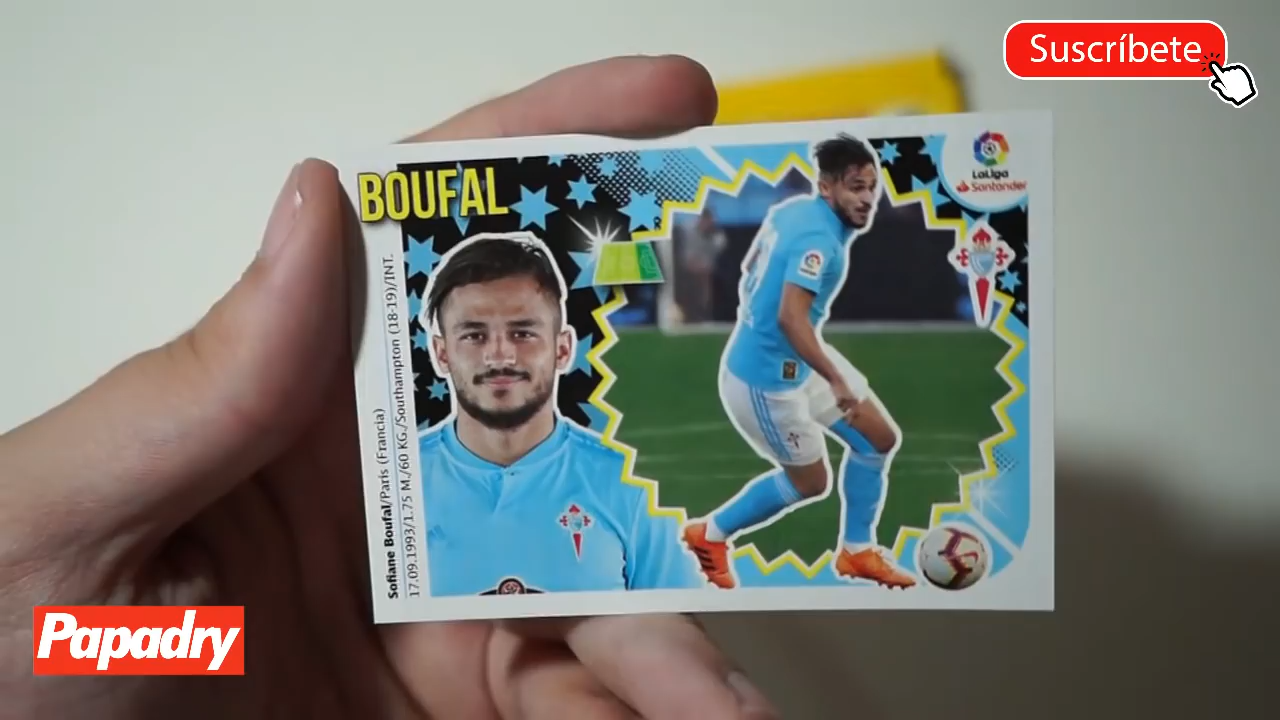 Suscríbete
BOUFAL
LaLiga
Santander
Sofiane Boufal/Paris (Francia)
17.09.1993/1.75 M./60 KG./Southampton (18-19)/INT.
Papadry